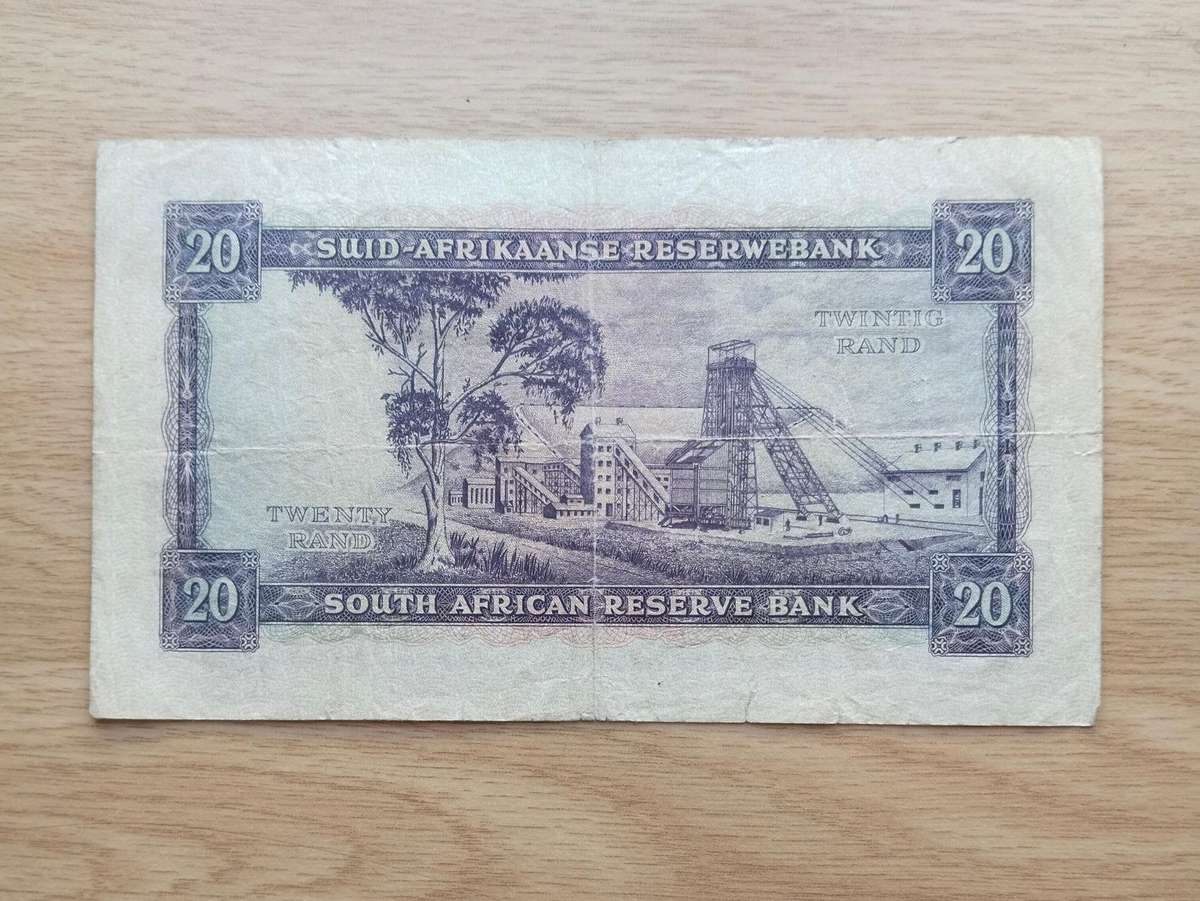 20 SUID-AFRIKAANSE RESERWEBANK 20
TWINTIG
RAND
TWENTY
RAND
20 SOUTH AFRICAN RESERVE BANK 20